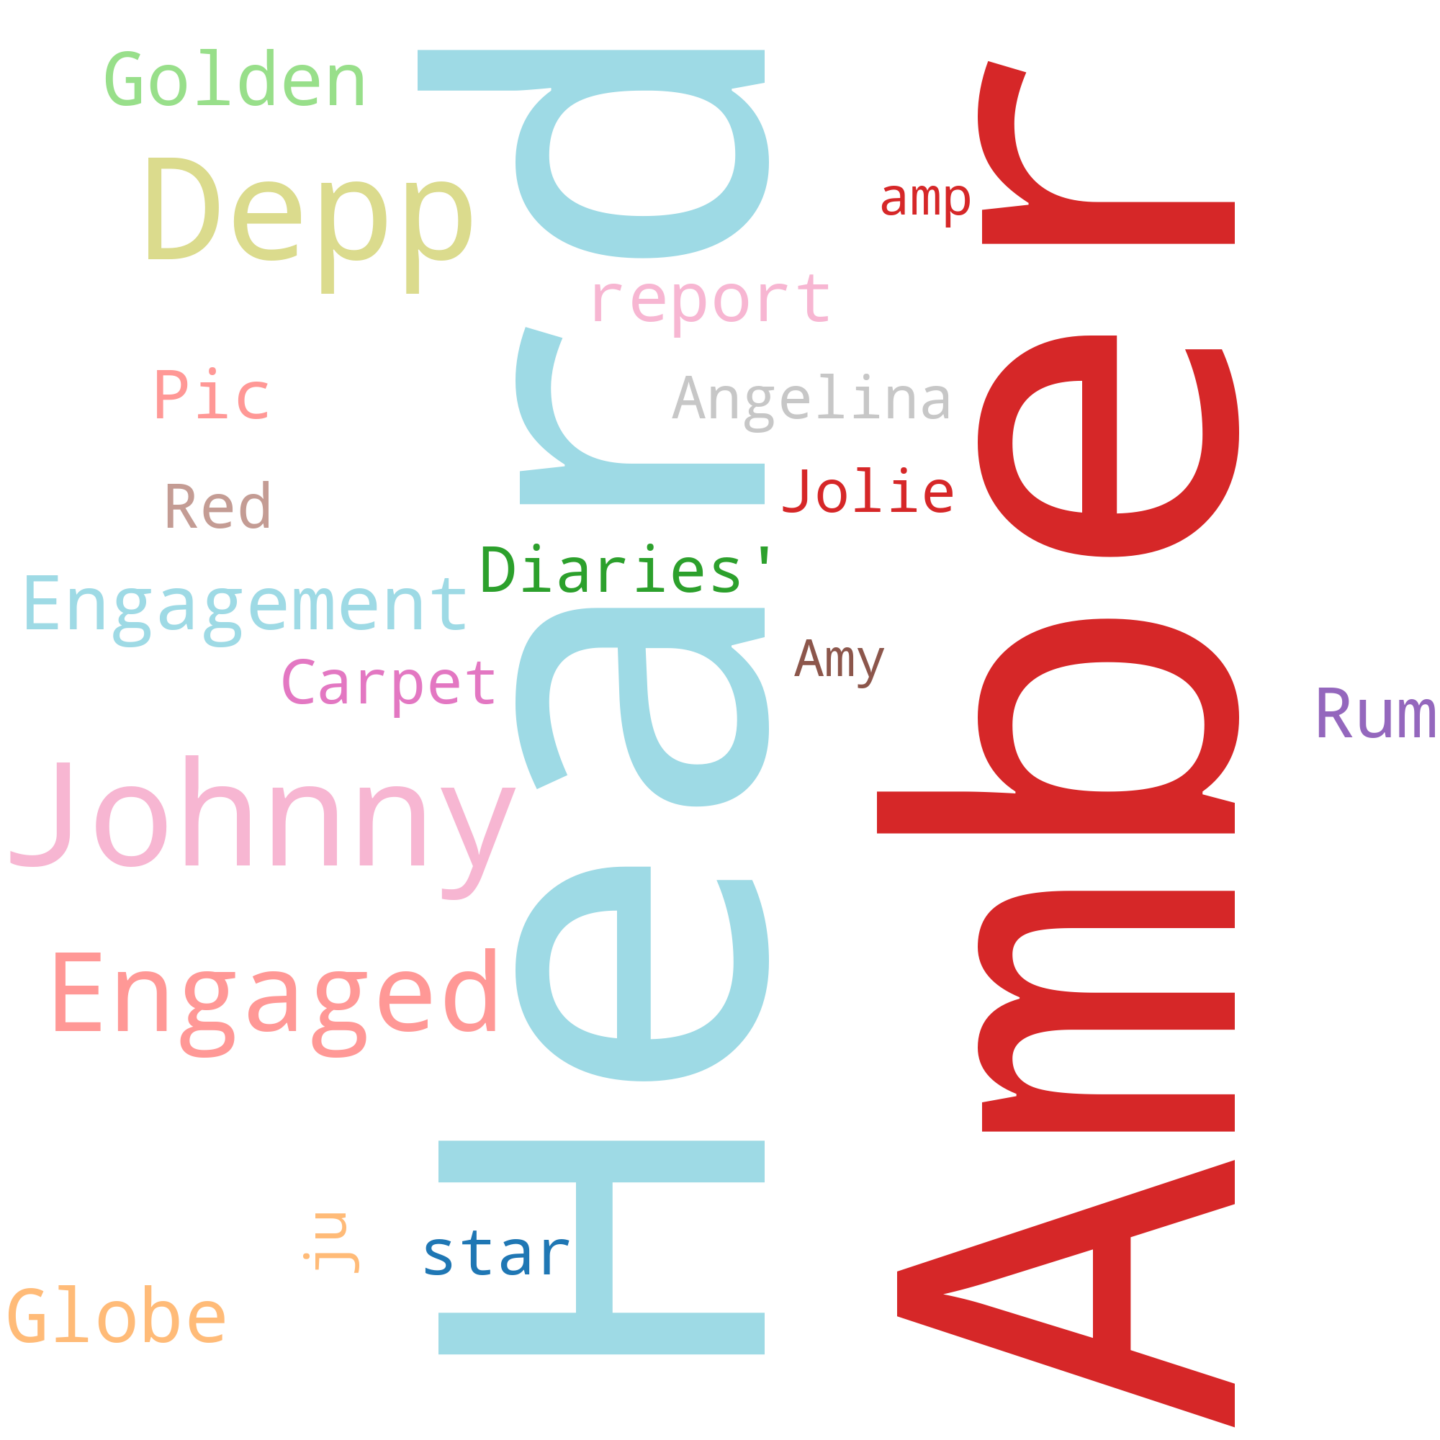 Golden
Depp
amp
report
Pic
Angelina
Red
Jolie
Diaries'
Engagement
Carpet
Amy
Rum
Johnny
Engaged
Heard
Amber
ju
star
Globe